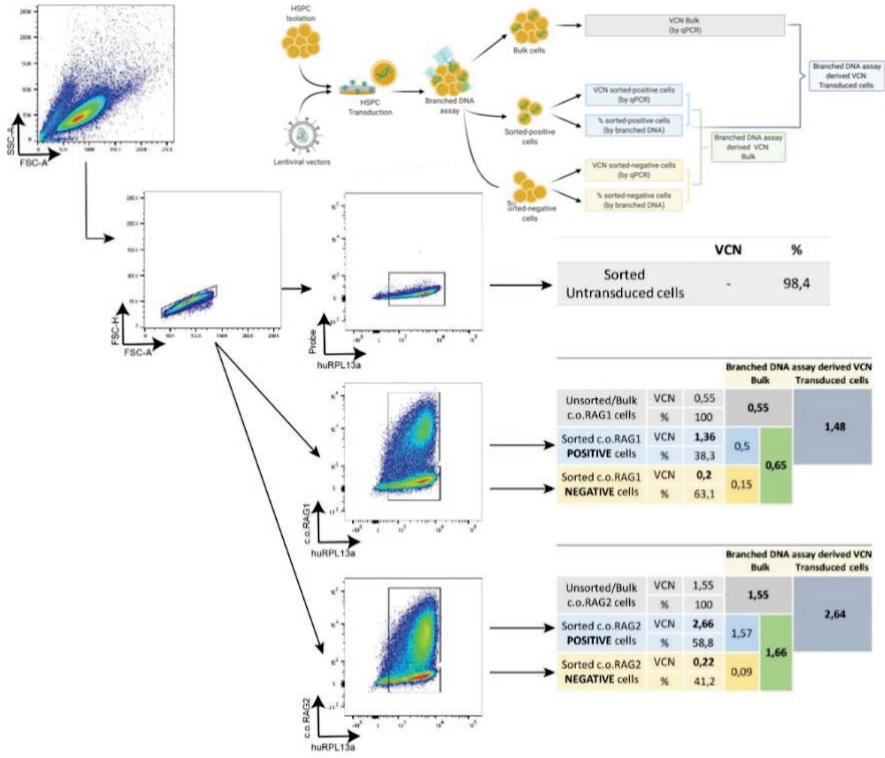 HSPC
Isolation
Lentiviral vectors
HSPC
Transduction
Branched DNA
assay
Bulk cells
Sorted-positive
cells
Sorted-negative
cells
VCN Bulk
(by qPCR)
VCN sorted-positive cells
(by qPCR)
% sorted-positive cells
(by branched DNA)
VCN sorted-negative cells
(by qPCR)
% sorted-negative cells
(by branched DNA)
Branched DNA assay
derived VCN
Transduced cells
Branched DNA assay
derived VCN
Bulk
SSC-A
FSC-A
FSC-H
FSC-A
Probe
huRPL13a
VCN %
Sorted
Untransduced cells - 98,4
c.o.RAG1
huRPL13a
Branched DNA assay derived VCN
Bulk Transduced cells
Unsorted/Bulk
c.o.RAG1 cells
VCN 0,55
% 100
0,55
1,48
Sorted c.o.RAG1
POSITIVE cells
VCN 1,36
% 38,3
0,5
0,65
Sorted c.o.RAG1
NEGATIVE cells
VCN 0,2
% 63,1
0,15
c.o.RAG2
huRPL13a
Branched DNA assay derived VCN
Bulk Transduced cells
Unsorted/Bulk
c.o.RAG2 cells
VCN 1,55
% 100
1,55
2,64
Sorted c.o.RAG2
POSITIVE cells
VCN 2,66
% 58,8
1,57
1,66
Sorted c.o.RAG2
NEGATIVE cells
VCN 0,22
% 41,2
0,09